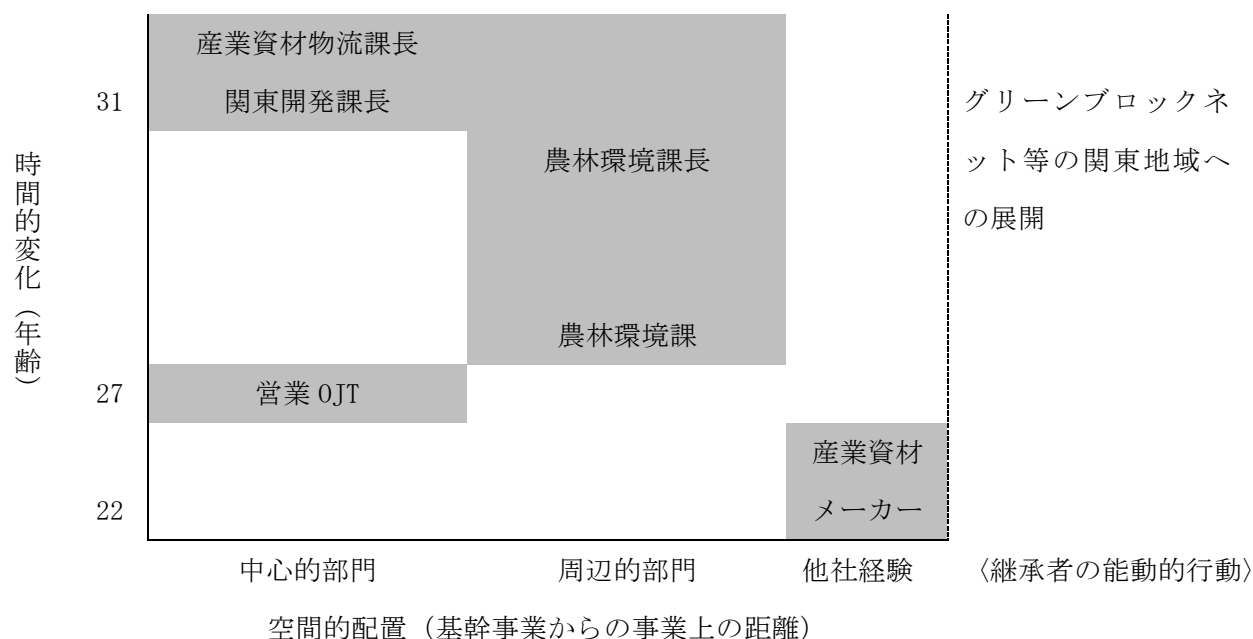 産業資材物流課長
31
関東開発課長
グリーンブロックネ
農林環境課長
ット等の関東地域へ
の展開
時間的変化（年齢）
農林環境課
27
営業 OJT
産業資材
22
メーカー
中心的部門
周辺的部門
他社経験
〈継承者の能動的行動〉
空間的配置（基幹事業からの事業上の距離）